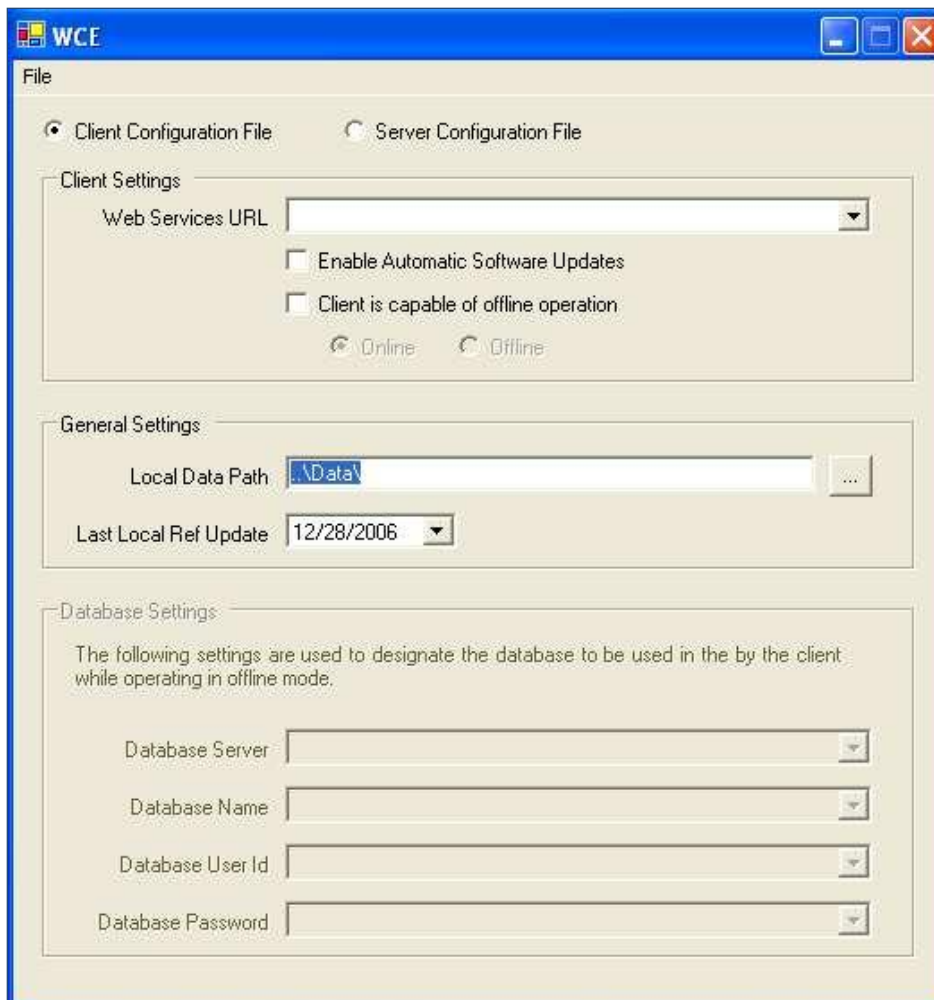 WCE
File
Client Configuration File
Server Configuration File
Client Settings
Web Services URL
Enable Automatic Software Updates
Client is capable of offline operation
Online
Offline
General Settings
Local Data Path
..\Data\
...
Last Local Ref Update
12/28/2006
Database Settings
The following settings are used to designate the database to be used in the by the client
while operating in offline mode.
Database Server
Database Name
Database User Id
Database Password